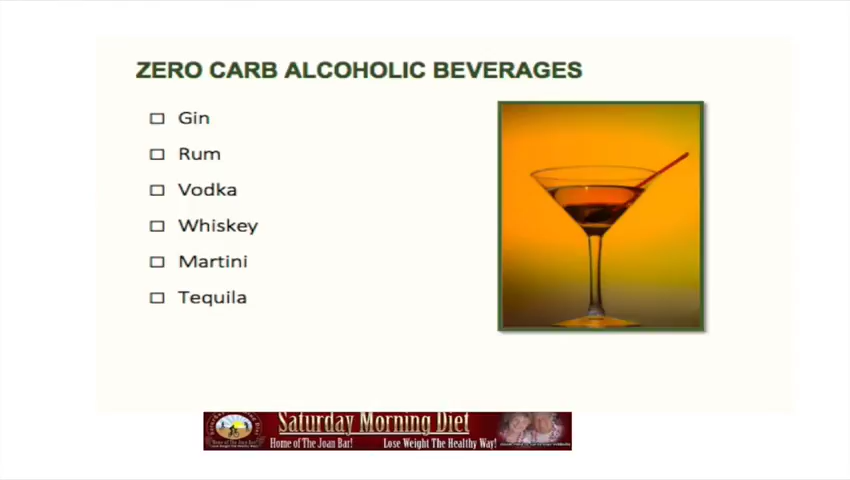 ZERO CARB ALCOHOLIC BEVERAGES
Gin
Rum
Vodka
Whiskey
Martini
Tequila
Saturday Morning Diet
Home of The Joan Bar! Lose Weight The Healthy Way!